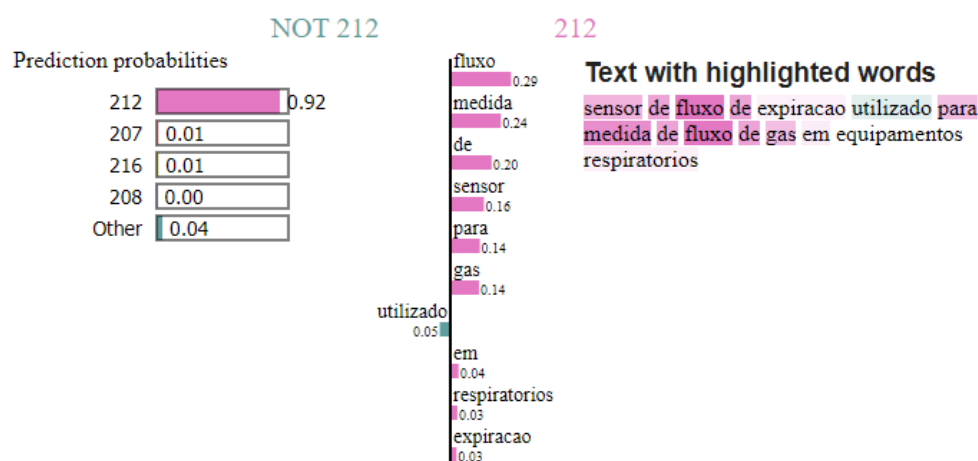 NOT 212
212
Prediction probabilities
212 0.92
207 0.01
216 0.01
208 0.00
Other 0.04
fluxo
0.29
medida
0.24
de
0.20
sensor
0.16
para
0.14
gas
0.14
utilizado
0.05
em
0.04
respiratorios
0.03
expiracao
0.03
Text with highlighted words
sensor de fluxo de expiracao utilizado para
medida de fluxo de gas em equipamentos
respiratorios